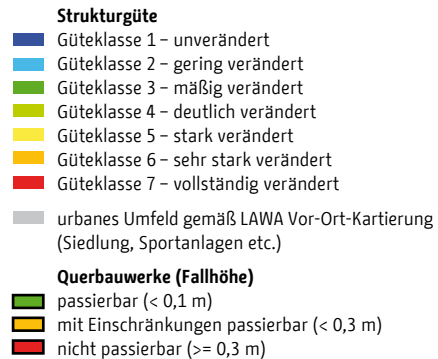 Strukturgüte
Güteklasse 1 – unverändert
Güteklasse 2 – gering verändert
Güteklasse 3 – mäßig verändert
Güteklasse 4 – deutlich verändert
Güteklasse 5 – stark verändert
Güteklasse 6 – sehr stark verändert
Güteklasse 7 – vollständig verändert
urbanes Umfeld gemäß LAWA Vor-Ort-Kartierung
(Siedlung, Sportanlagen etc.)
Querbauwerke (Fallhöhe)
passierbar (< 0,1 m)
mit Einschränkungen passierbar (< 0,3 m)
nicht passierbar (>= 0,3 m)